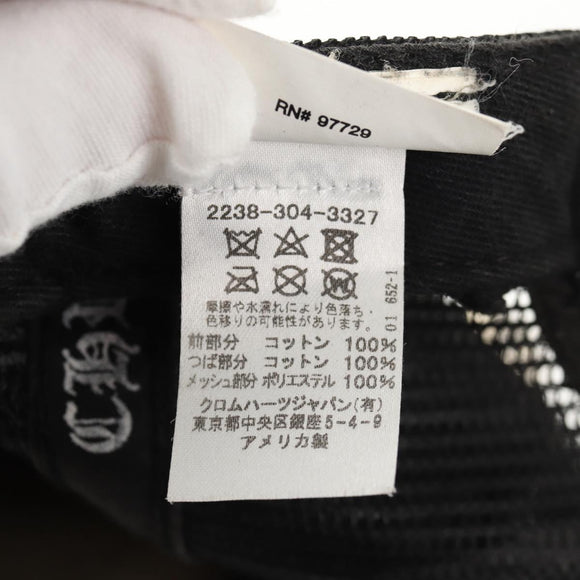 RN# 97729
2238-304-3327
W
摩擦や水濡れにより色落ち・
色移りの可能性があります。
01 652-1
前部分 コットン 100%
つば部分 コットン 100%
メッシュ部分 ポリエステル 100%
クロムハーツジャパン(有)
東京都中央区銀座5-4-9
アメリカ製
CH